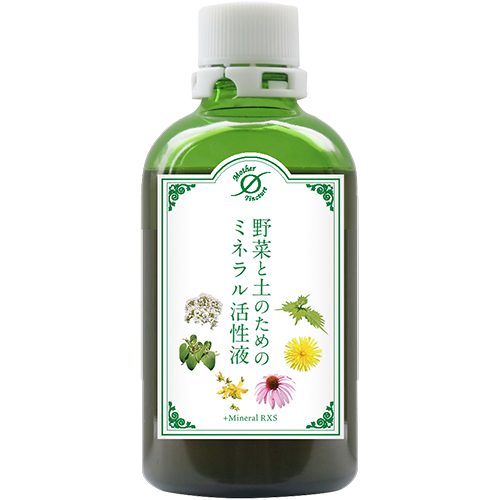 Mother
Tincture
野菜と土のための
ミネラル活性液
+Mineral RXS